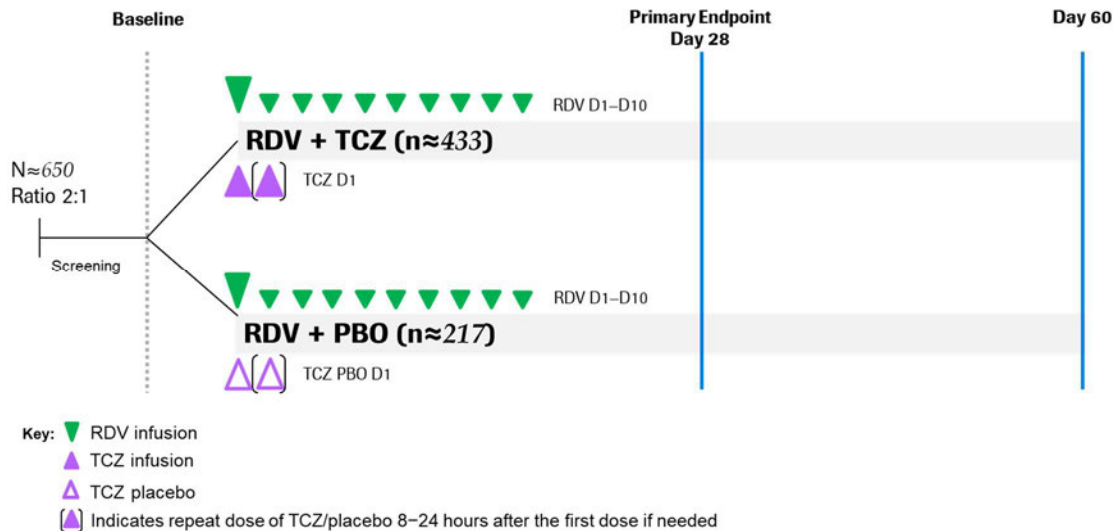 Baseline
Primary Endpoint
Day 28
Day 60
RDV D1–D10
RDV + TCZ (n≈433)
TCZ D1
N≈650
Ratio 2:1
Screening
RDV D1–D10
RDV + PBO (n≈217)
TCZ PBO D1
Key:
RDV infusion
TCZ infusion
TCZ placebo
Indicates repeat dose of TCZ/placebo 8–24 hours after the first dose if needed